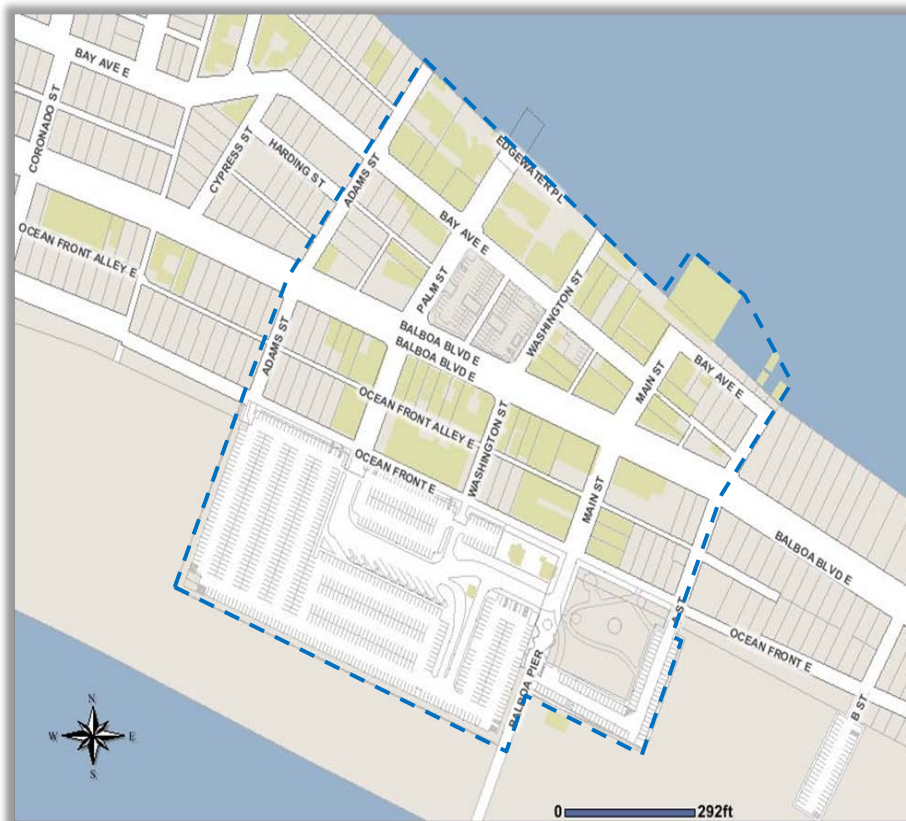 BAY AVE E
CORONADO ST
CYPRESS ST
HARDING ST
ADAMS ST
EDGEWATER PL
BAY AVE E
OCEAN FRONT ALLEY E
PALM ST
WASHINGTON ST
ADAMS ST
BALBOA BLVD E
BALBOA BLVD E
MAIN ST
BAY AVE E
OCEAN FRONT ALLEY E
WASHINGTON ST
OCEAN FRONT E
MAIN ST
BALBOA BLVD E
ST
OCEAN FRONT E
BALBOA PIER
B ST
N
W E
S
0 292ft